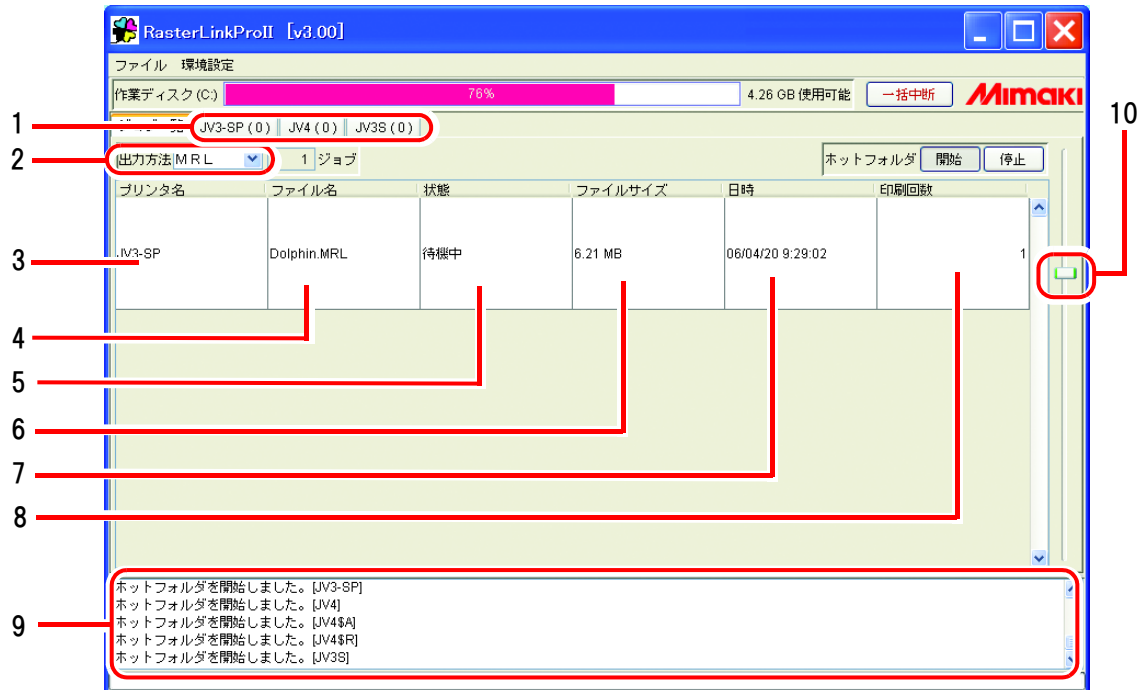 RasterLinkProII [v3.00]
ファイル 環境設定
作業ディスク(C:) 76% 4.26 GB 使用可能 一括中断 Mimaki
10
1 JV3-SP ( 0 ) JV4 ( 0 ) JV3S ( 0 )
2 出力方法 MRL 1 ジョブ ホットフォルダ 開始 停止
プリンタ名 ファイル名 状態 ファイルサイズ 日時 印刷回数
3 JV3-SP Dolphin.MRL 待機中 6.21 MB 06/04/20 9:29:02 1
4
5
6
7
8
ホットフォルダを開始しました。[JV3-SP]
ホットフォルダを開始しました。[JV4]
9 ホットフォルダを開始しました。[JV4$A]
ホットフォルダを開始しました。[JV4$R]
ホットフォルダを開始しました。[JV3S]